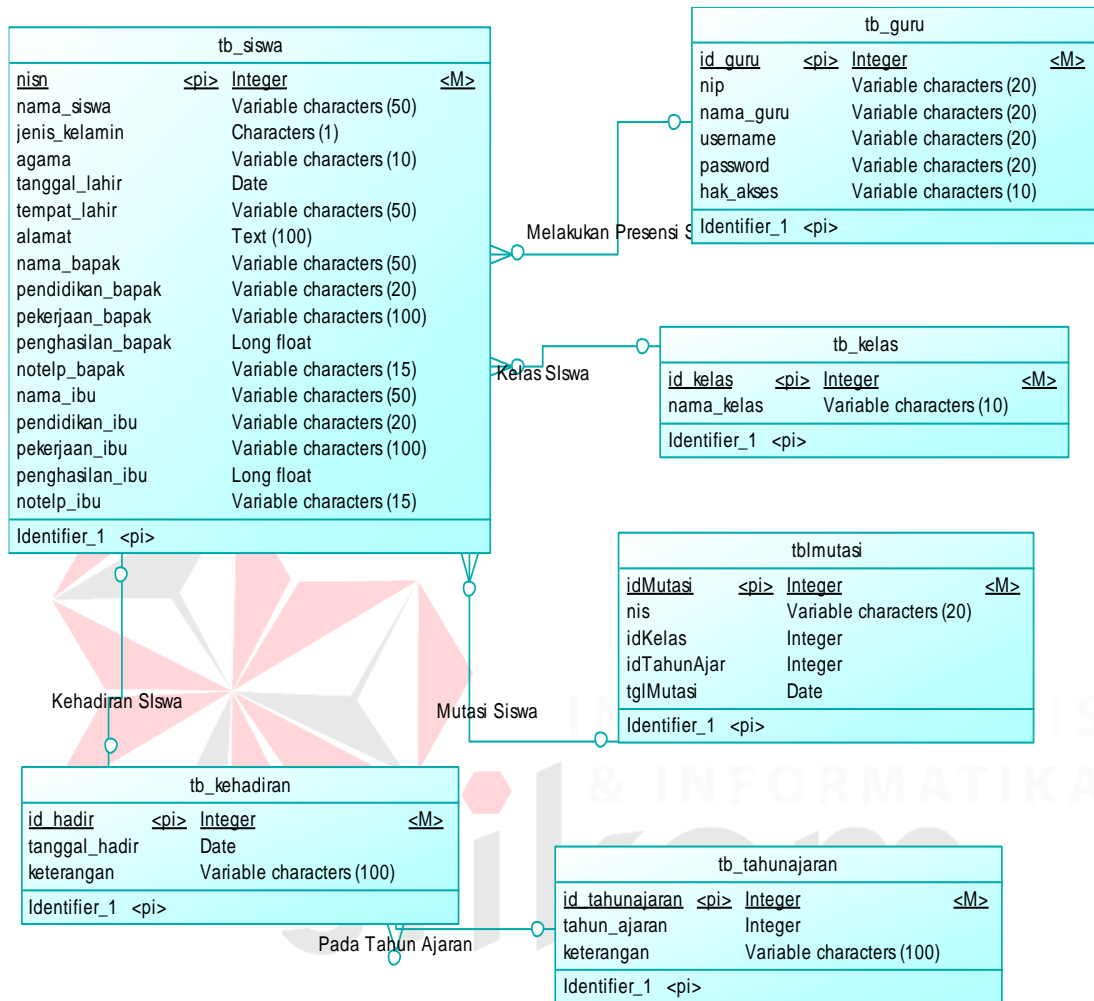 tb_siswa
nisn <pi> Integer <M>
nama_siswa Variable characters (50)
jenis_kelamin Characters (1)
agama Variable characters (10)
tanggal_lahir Date
tempat_lahir Variable characters (50)
alamat Text (100)
nama_bapak Variable characters (50)
pendidikan_bapak Variable characters (20)
pekerjaan_bapak Variable characters (100)
penghasilan_bapak Long float
notelp_bapak Variable characters (15)
nama_ibu Variable characters (50)
pendidikan_ibu Variable characters (20)
pekerjaan_ibu Variable characters (100)
penghasilan_ibu Long float
notelp_ibu Variable characters (15)
Identifier_1 <pi>
tb_guru
id_guru <pi> Integer <M>
nip Variable characters (20)
nama_guru Variable characters (20)
username Variable characters (20)
password Variable characters (20)
hak_akses Variable characters (10)
Identifier_1 <pi>
Melakukan Presensi S
tb_kelas
id_kelas <pi> Integer <M>
nama_kelas Variable characters (10)
Identifier_1 <pi>
Kelas SIswa
tblmutasi
idMutasi <pi> Integer <M>
nis Variable characters (20)
idKelas Integer
idTahunAjar Integer
tglMutasi Date
Identifier_1 <pi>
Kehadiran SIswa
Mutasi Siswa
tb_kehadiran
id_hadir <pi> Integer <M>
tanggal_hadir Date
keterangan Variable characters (100)
Identifier_1 <pi>
Pada Tahun Ajaran
tb_tahunajaran
id_tahunajaran <pi> Integer <M>
tahun_ajaran Integer
keterangan Variable characters (100)
Identifier_1 <pi>
& INFORMATIKA